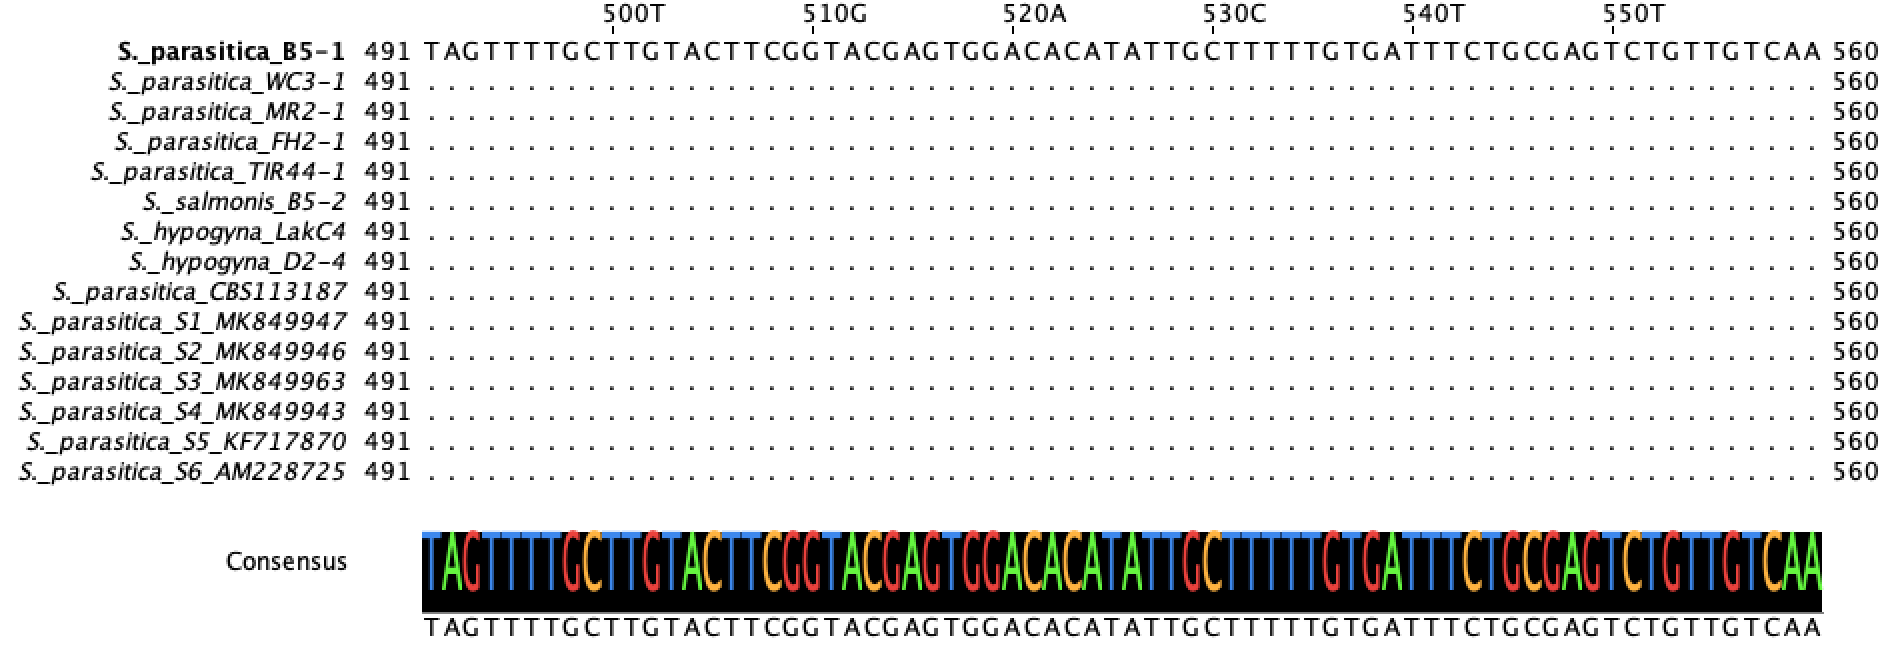 500T 510G 520A 530C 540T 550T
S._parasitica_B5-1 491 TAGTTTTGCTTGTACTTCGGTACGAGTGGACACATATTGCTTTTTGTGATTTCTGCGAGTCTGTTGTCAA 560
S._parasitica_WC3-1 491 ...................................................................... 560
S._parasitica_MR2-1 491 ...................................................................... 560
S._parasitica_FH2-1 491 ...................................................................... 560
S._parasitica_TIR44-1 491 ...................................................................... 560
S._salmonis_B5-2 491 ...................................................................... 560
S._hypogyna_LakC4 491 ...................................................................... 560
S._hypogyna_D2-4 491 ...................................................................... 560
S._parasitica_CBS113187 491 ...................................................................... 560
S._parasitica_S1_MK849947 491 ...................................................................... 560
S._parasitica_S2_MK849946 491 ...................................................................... 560
S._parasitica_S3_MK849963 491 ...................................................................... 560
S._parasitica_S4_MK849943 491 ...................................................................... 560
S._parasitica_S5_KF717870 491 ...................................................................... 560
S._parasitica_S6_AM228725 491 ...................................................................... 560
Consensus TAGTTTTGCTTGTACTTCGGTACGAGTGGACACATATTGCTTTTTGTGATTTCTGCGAGTCTGTTGTCAA
TAGTTTTGCTTGTACTTCGGTACGAGTGGACACATATTGCTTTTTGTGATTTCTGCGAGTCTGTTGTCAA